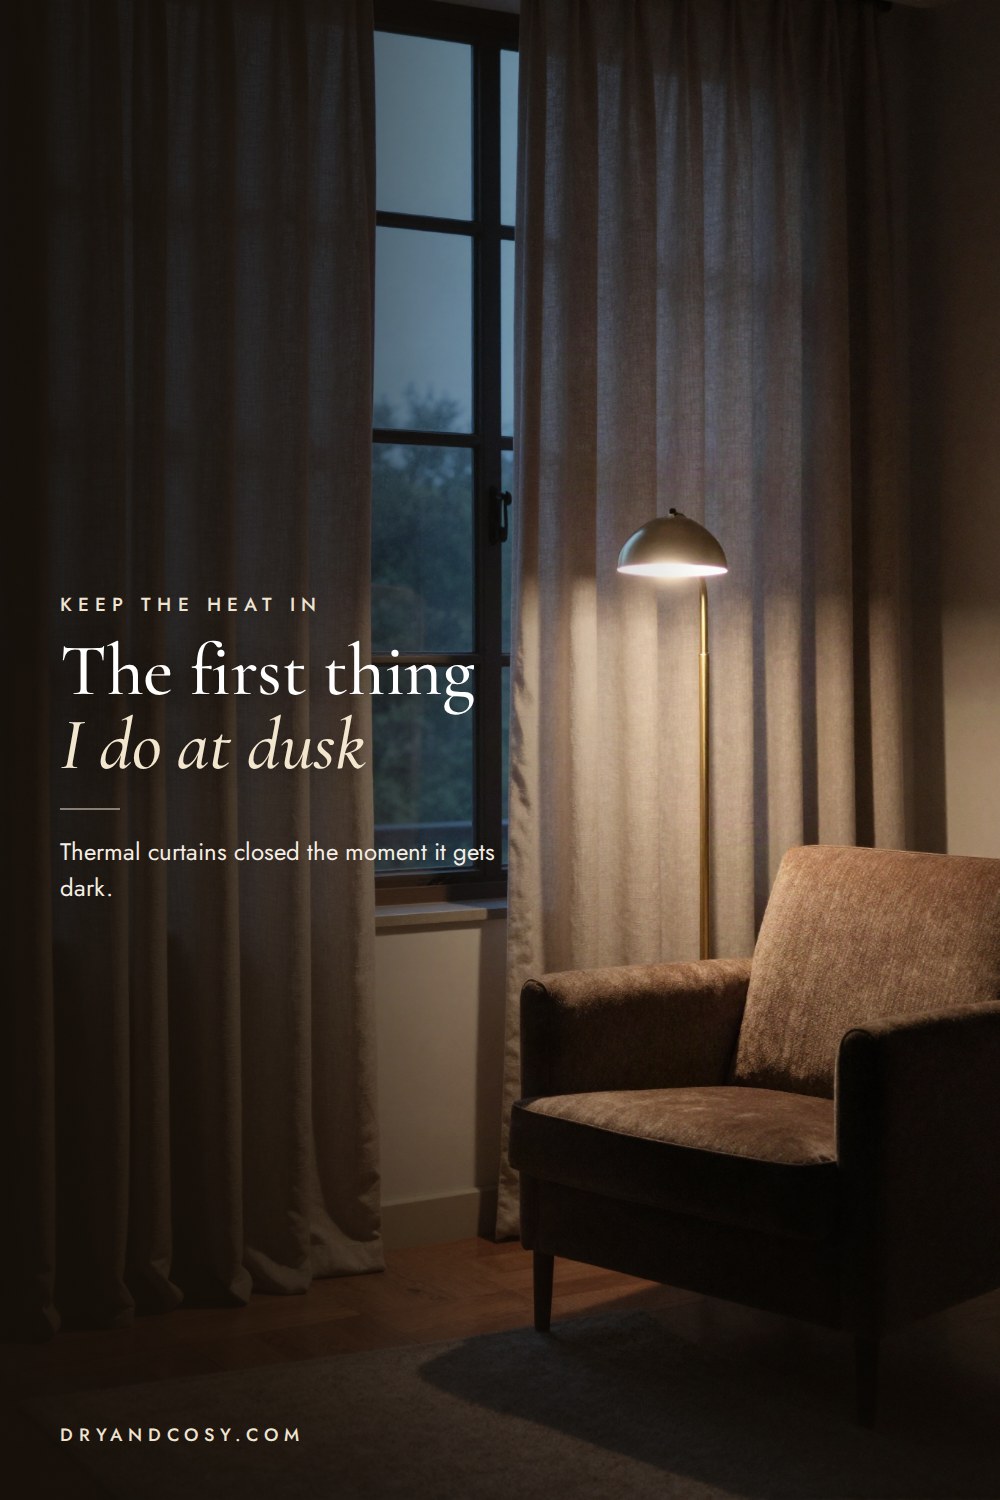 KEEP THE HEAT IN
The first thing
I do at dusk
Thermal curtains closed the moment it gets
dark.
DRYANDCOSY.COM